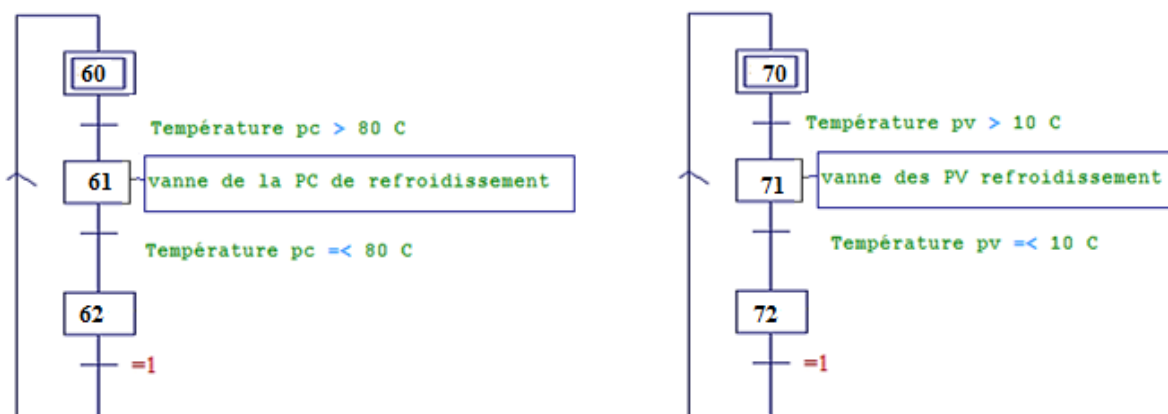 60
Température pc > 80 C
61
vanne de la PC de refroidissement
Température pc =< 80 C
62
=1
70
Température pv > 10 C
71
vanne des PV refroidissement
Température pv =< 10 C
72
=1